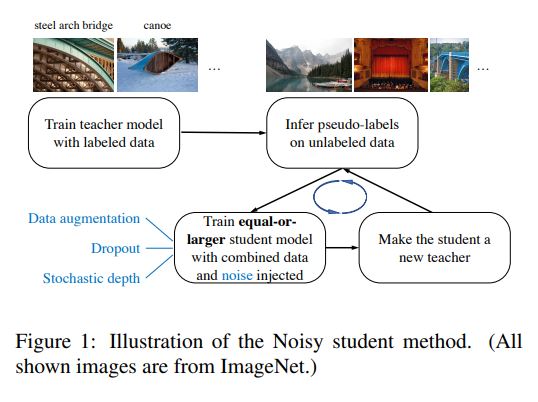 steel arch bridge
canoe
...
...
Train teacher model
with labeled data
Infer pseudo-labels
on unlabeled data
Data augmentation
Dropout
Stochastic depth
Train equal-or-
larger student model
with combined data
and noise injected
Make the student a
new teacher
Figure 1: Illustration of the Noisy student method. (All
shown images are from ImageNet.)